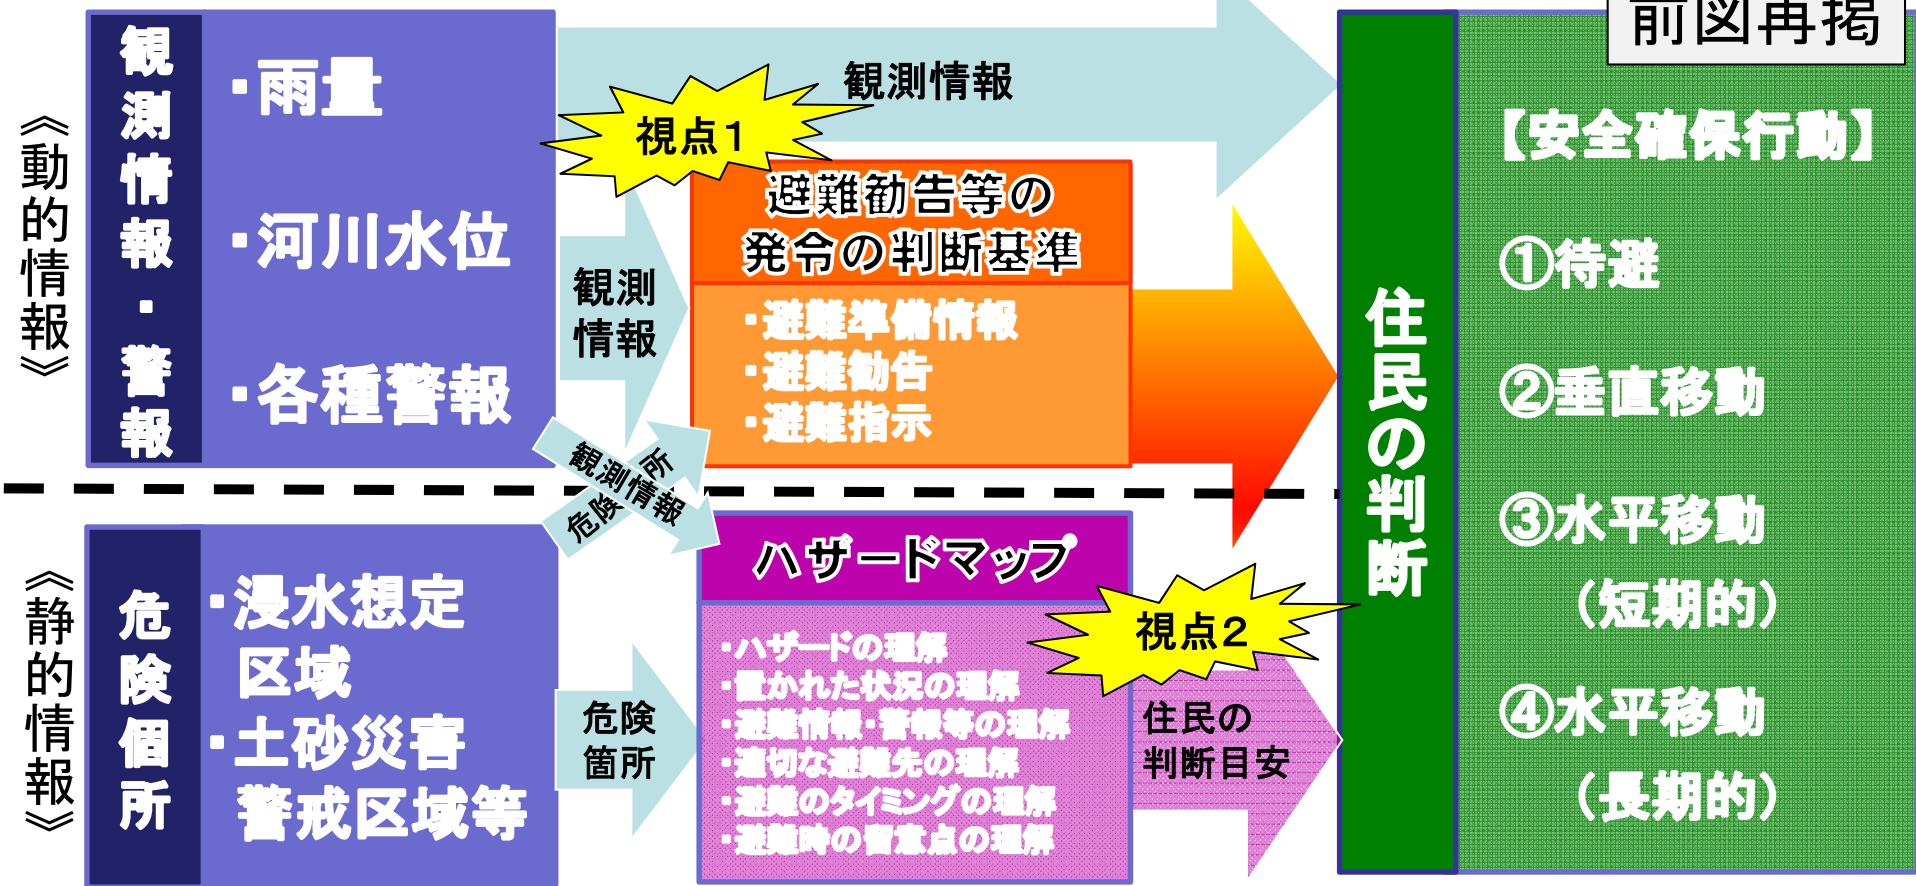 前図再掲
《動的情報》
観測情報・警報
・雨量
・河川水位
・各種警報
観測情報
視点1
観測
情報
避難勧告等の
発令の判断基準
・避難準備情報
・避難勧告
・避難指示
観測情報
危険 所
《静的情報》
危険個所
・浸水想定
区域
・土砂災害
警戒区域等
危険
箇所
ハザードマップ
・ハザードの理解
・置かれた状況の理解
・避難情報・警報等の理解
・適切な避難先の理解
・避難のタイミングの理解
・避難時の留意点の理解
視点2
住民の
判断目安
住民の判断
【安全確保行動】
①待避
②垂直移動
③水平移動
(短期的)
④水平移動
(長期的)